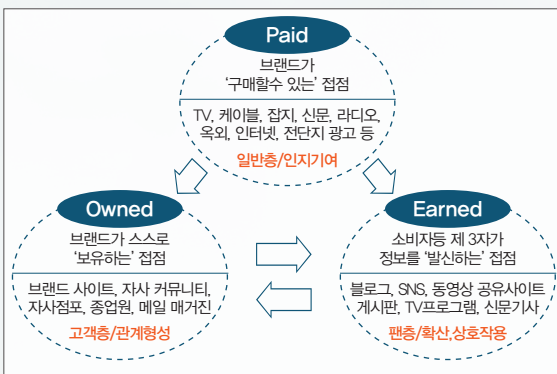 Paid
브랜드가
‘구매할수 있는’ 접점
TV, 케이블, 잡지, 신문, 라디오,
옥외, 인터넷, 전단지 광고 등
일반층/인지기여
Owned
브랜드가 스스로
‘보유하는’ 접점
브랜드 사이트, 자사 커뮤니티,
자사점포, 종업원, 메일 매거진
고객층/관계형성
Earned
소비자등 제 3자가
정보를 ‘발신하는’ 접점
블로그, SNS, 동영상 공유사이트
게시판, TV프로그램, 신문기사
팬층/확산,상호작용